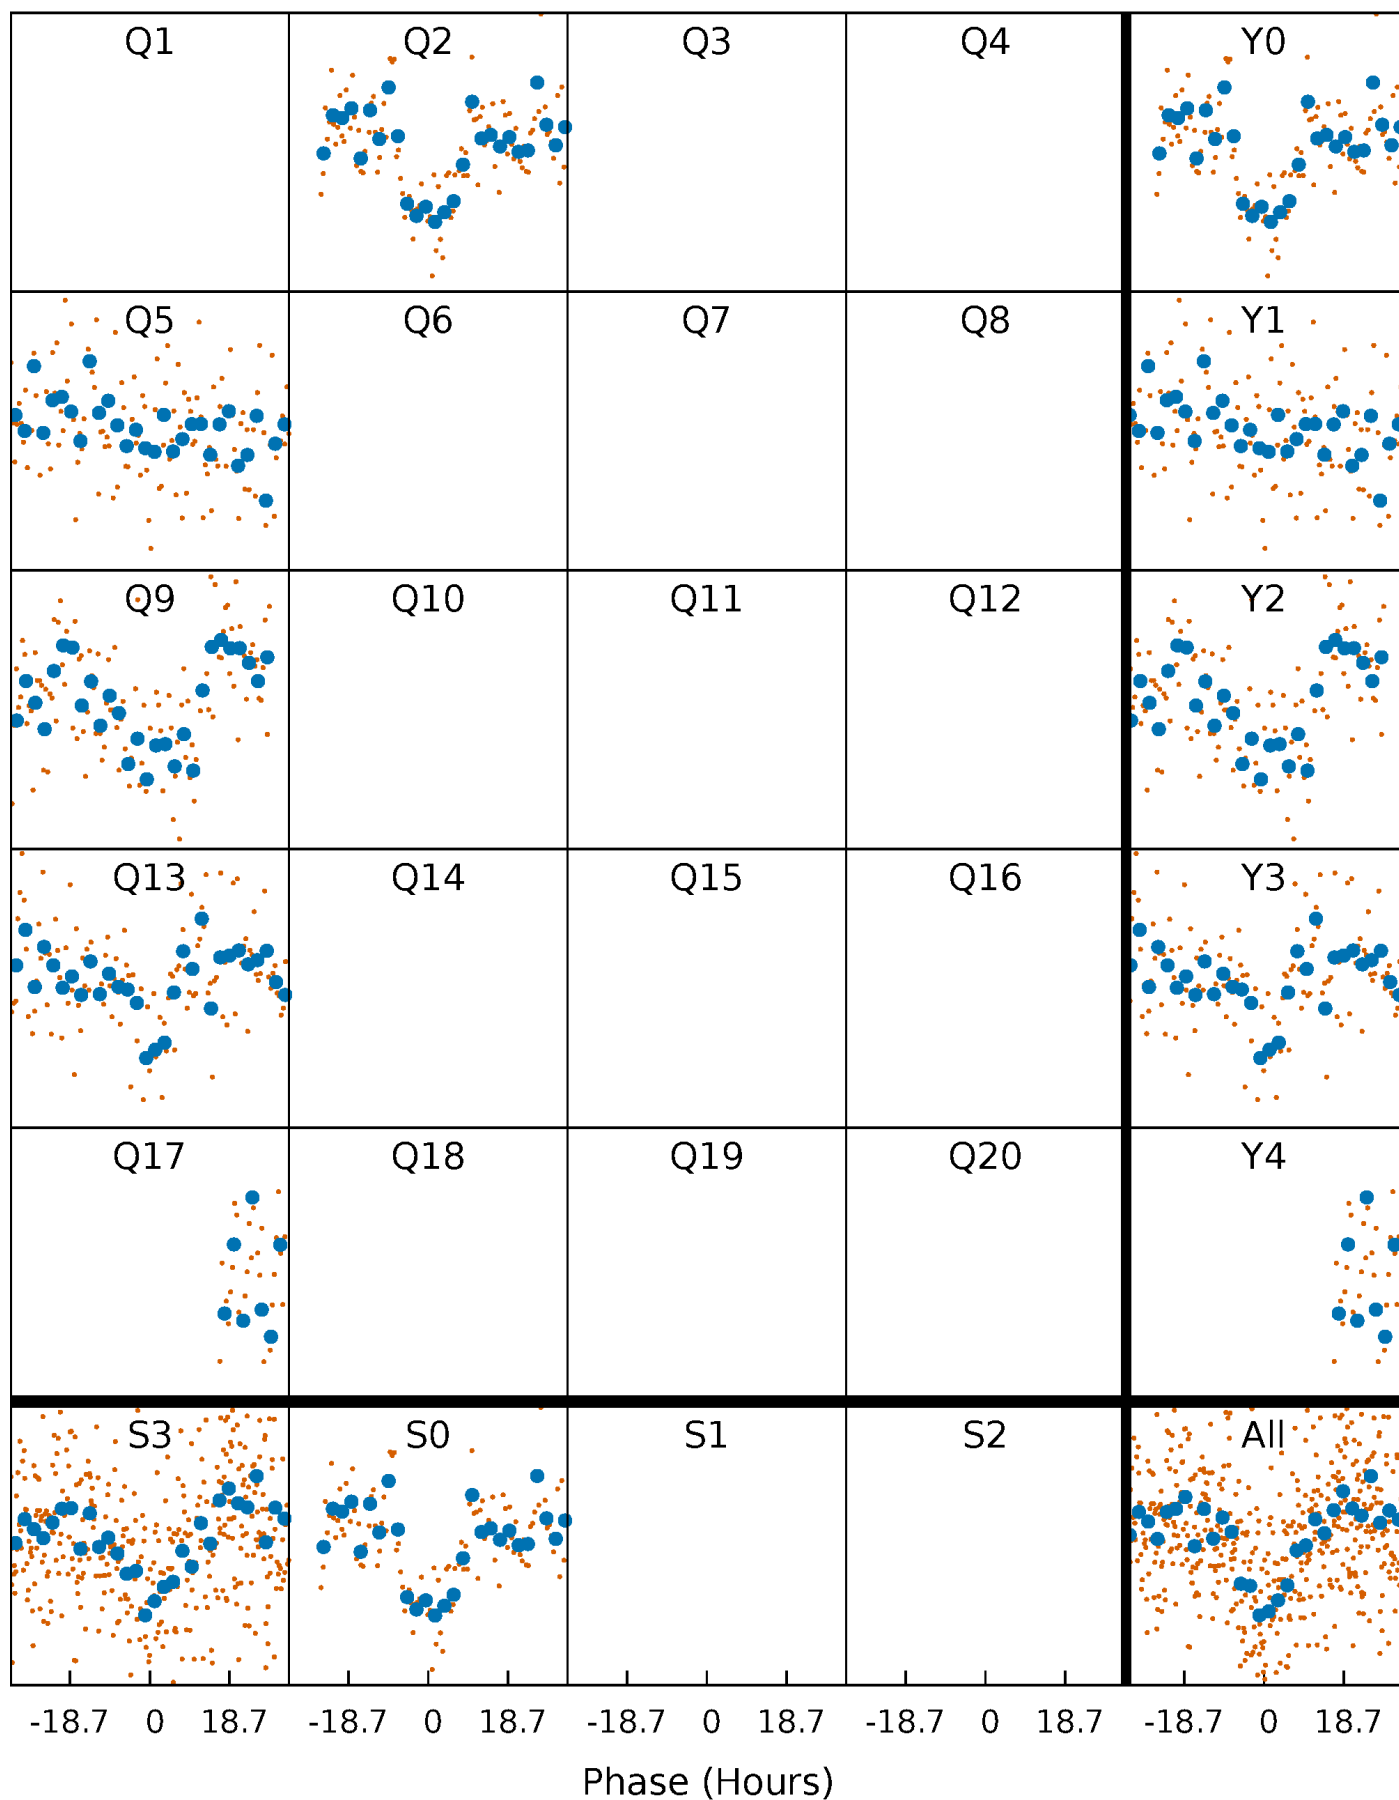 Q1 Q2 Q3 Q4 Y0
Q5 Q6 Q7 Q8 Y1
Q9 Q10 Q11 Q12 Y2
Q13 Q14 Q15 Q16 Y3
Q17 Q18 Q19 Q20 Y4
S3 S0 S1 S2 All
-18.7 0 18.7 -18.7 0 18.7 -18.7 0 18.7 -18.7 0 18.7 -18.7 0 18.7
Phase (Hours)